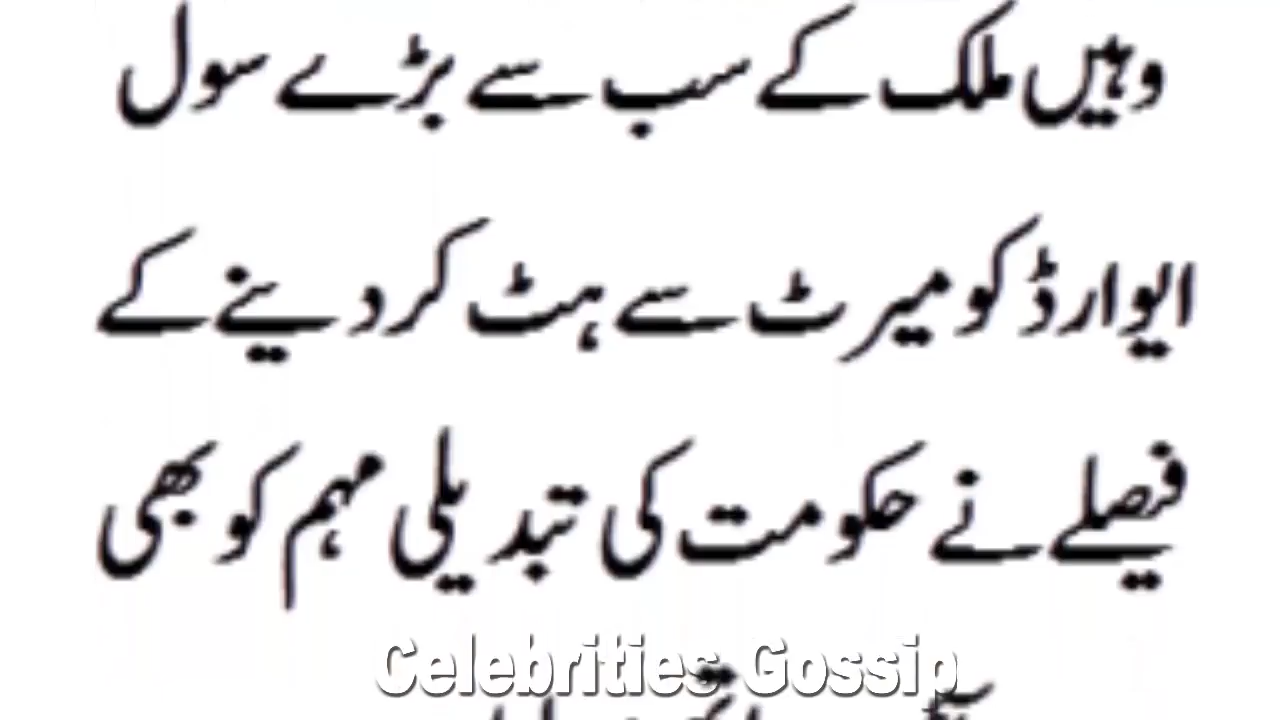 وہیں ملک کے سب سے بڑے سول
ایوارڈ کو میرٹ سے ہٹ کر دینے کے
فیصلے نے حکومت کی تبدیلی مہم کو بھی
Celebrities Gossip